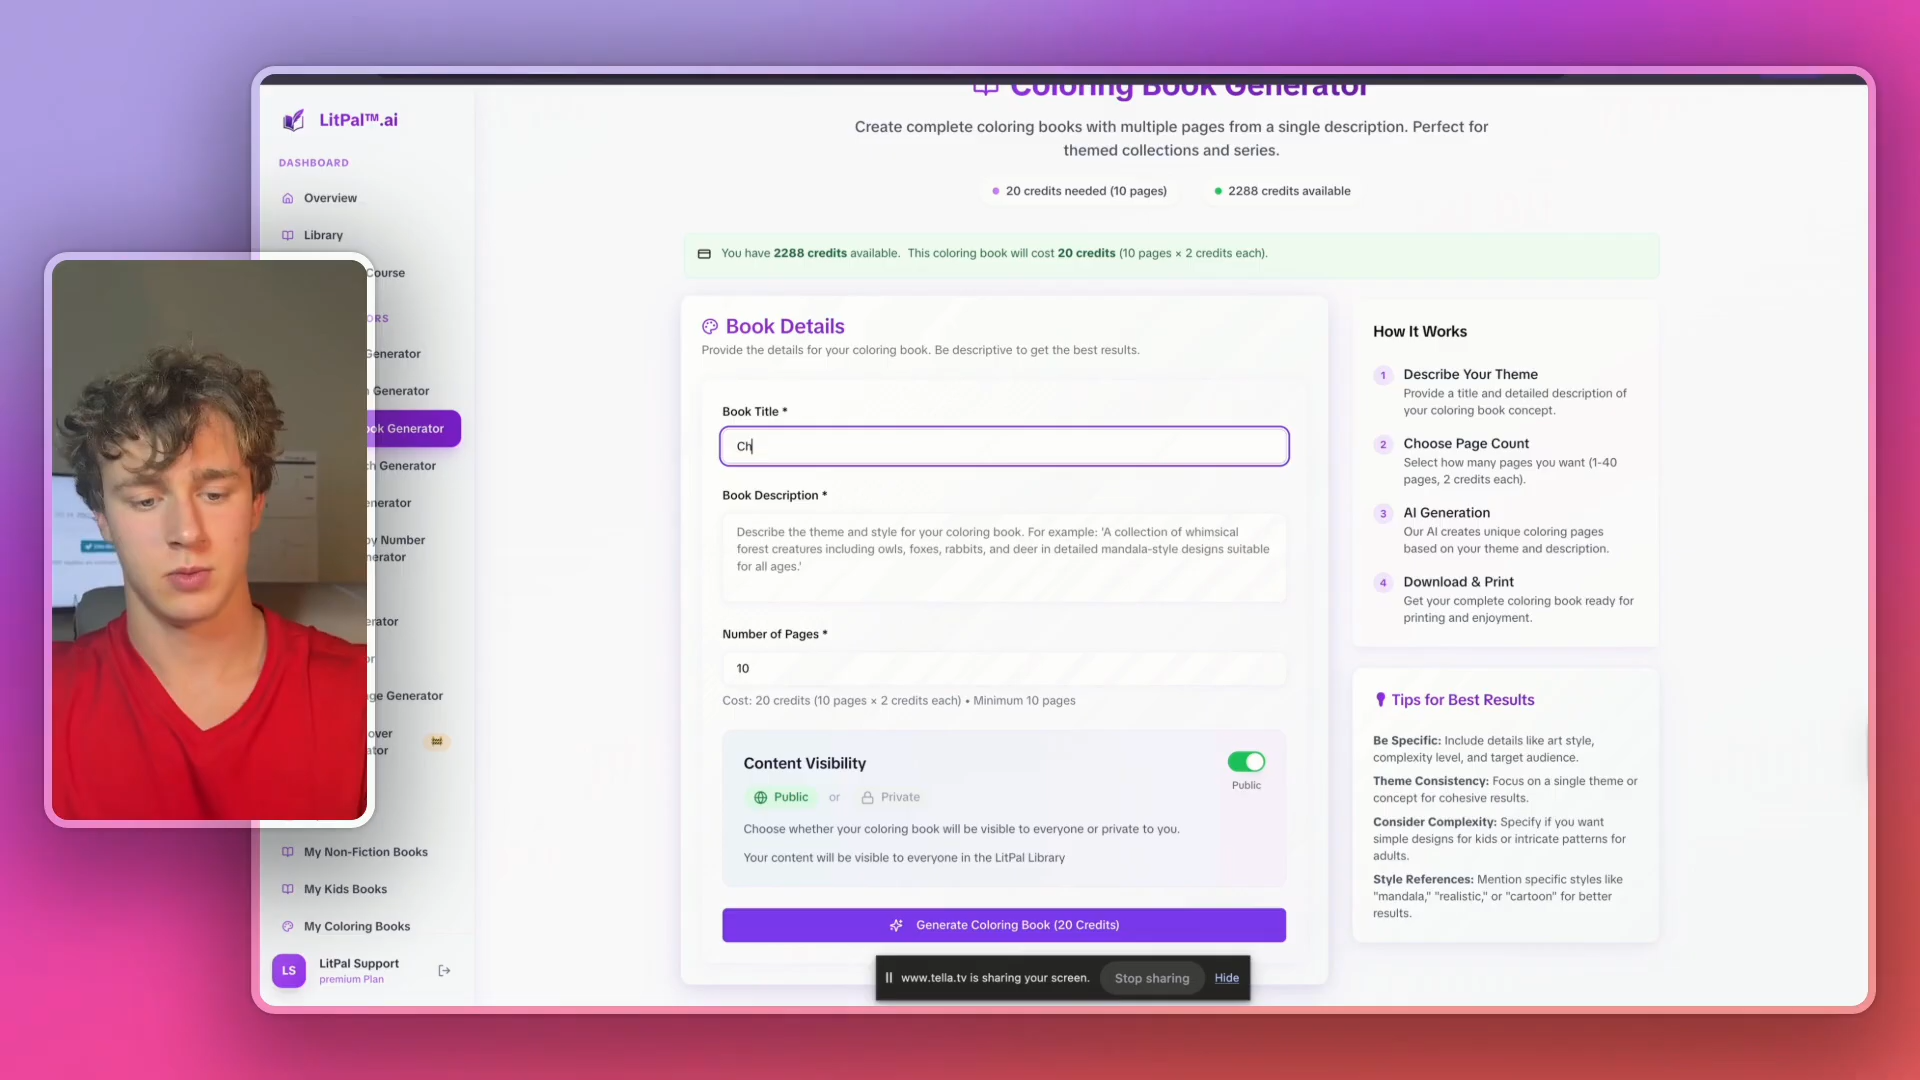 LitPal™.ai
DASHBOARD
Overview
Library
Course
ORS
Generator
Generator
ok Generator
ch Generator
enerator
by Number
nerator
erator
or
ge Generator
over
ator
My Non-Fiction Books
My Kids Books
My Coloring Books
LS
LitPal Support
premium Plan
Coloring Book Generator
Create complete coloring books with multiple pages from a single description. Perfect for
themed collections and series.
20 credits needed (10 pages)
2288 credits available
You have 2288 credits available. This coloring book will cost 20 credits (10 pages × 2 credits each).
Book Details
Provide the details for your coloring book. Be descriptive to get the best results.
Book Title *
Ch
Book Description *
Describe the theme and style for your coloring book. For example: 'A collection of whimsical
forest creatures including owls, foxes, rabbits, and deer in detailed mandala-style designs suitable
for all ages.'
Number of Pages *
10
Cost: 20 credits (10 pages × 2 credits each) • Minimum 10 pages
Content Visibility
Public
Public or Private
Choose whether your coloring book will be visible to everyone or private to you.
Your content will be visible to everyone in the LitPal Library
Generate Coloring Book (20 Credits)
www.tella.tv is sharing your screen. Stop sharing Hide
How It Works
1 Describe Your Theme
Provide a title and detailed description of
your coloring book concept.
2 Choose Page Count
Select how many pages you want (1-40
pages, 2 credits each).
3 AI Generation
Our AI creates unique coloring pages
based on your theme and description.
4 Download & Print
Get your complete coloring book ready for
printing and enjoyment.
Tips for Best Results
Be Specific: Include details like art style,
complexity level, and target audience.
Theme Consistency: Focus on a single theme or
concept for cohesive results.
Consider Complexity: Specify if you want
simple designs for kids or intricate patterns for
adults.
Style References: Mention specific styles like
"mandala," "realistic," or "cartoon" for better
results.